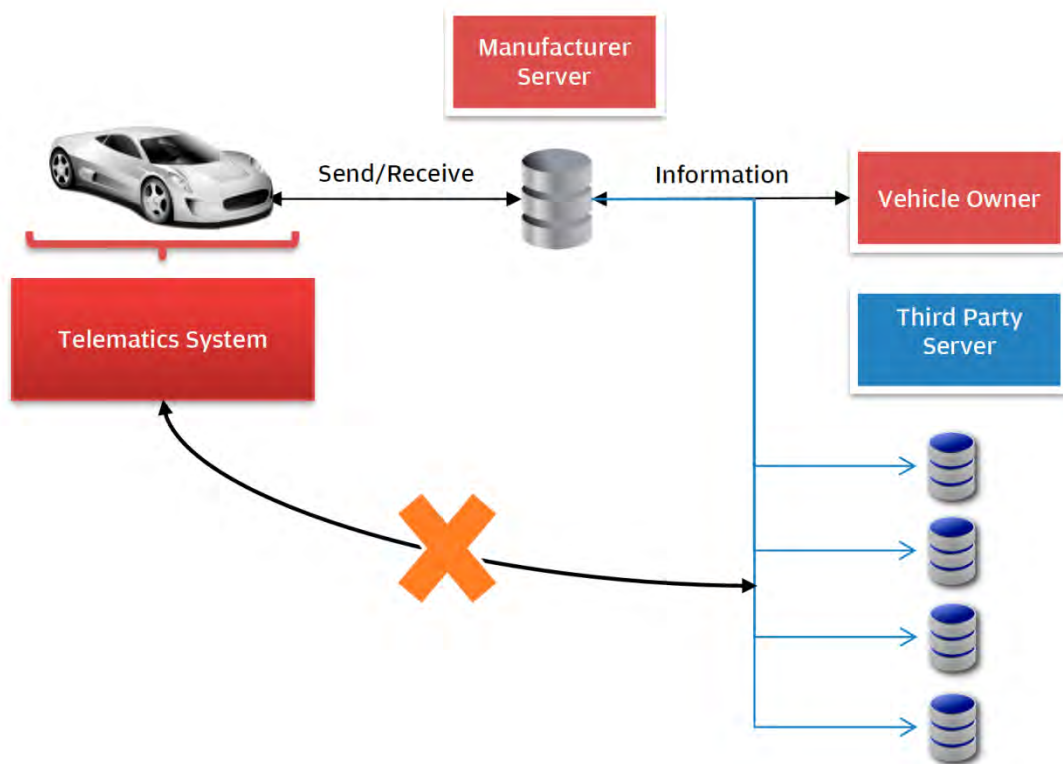 Manufacturer
Server
Send/Receive
Information
Vehicle Owner
Telematics System
Third Party
Server